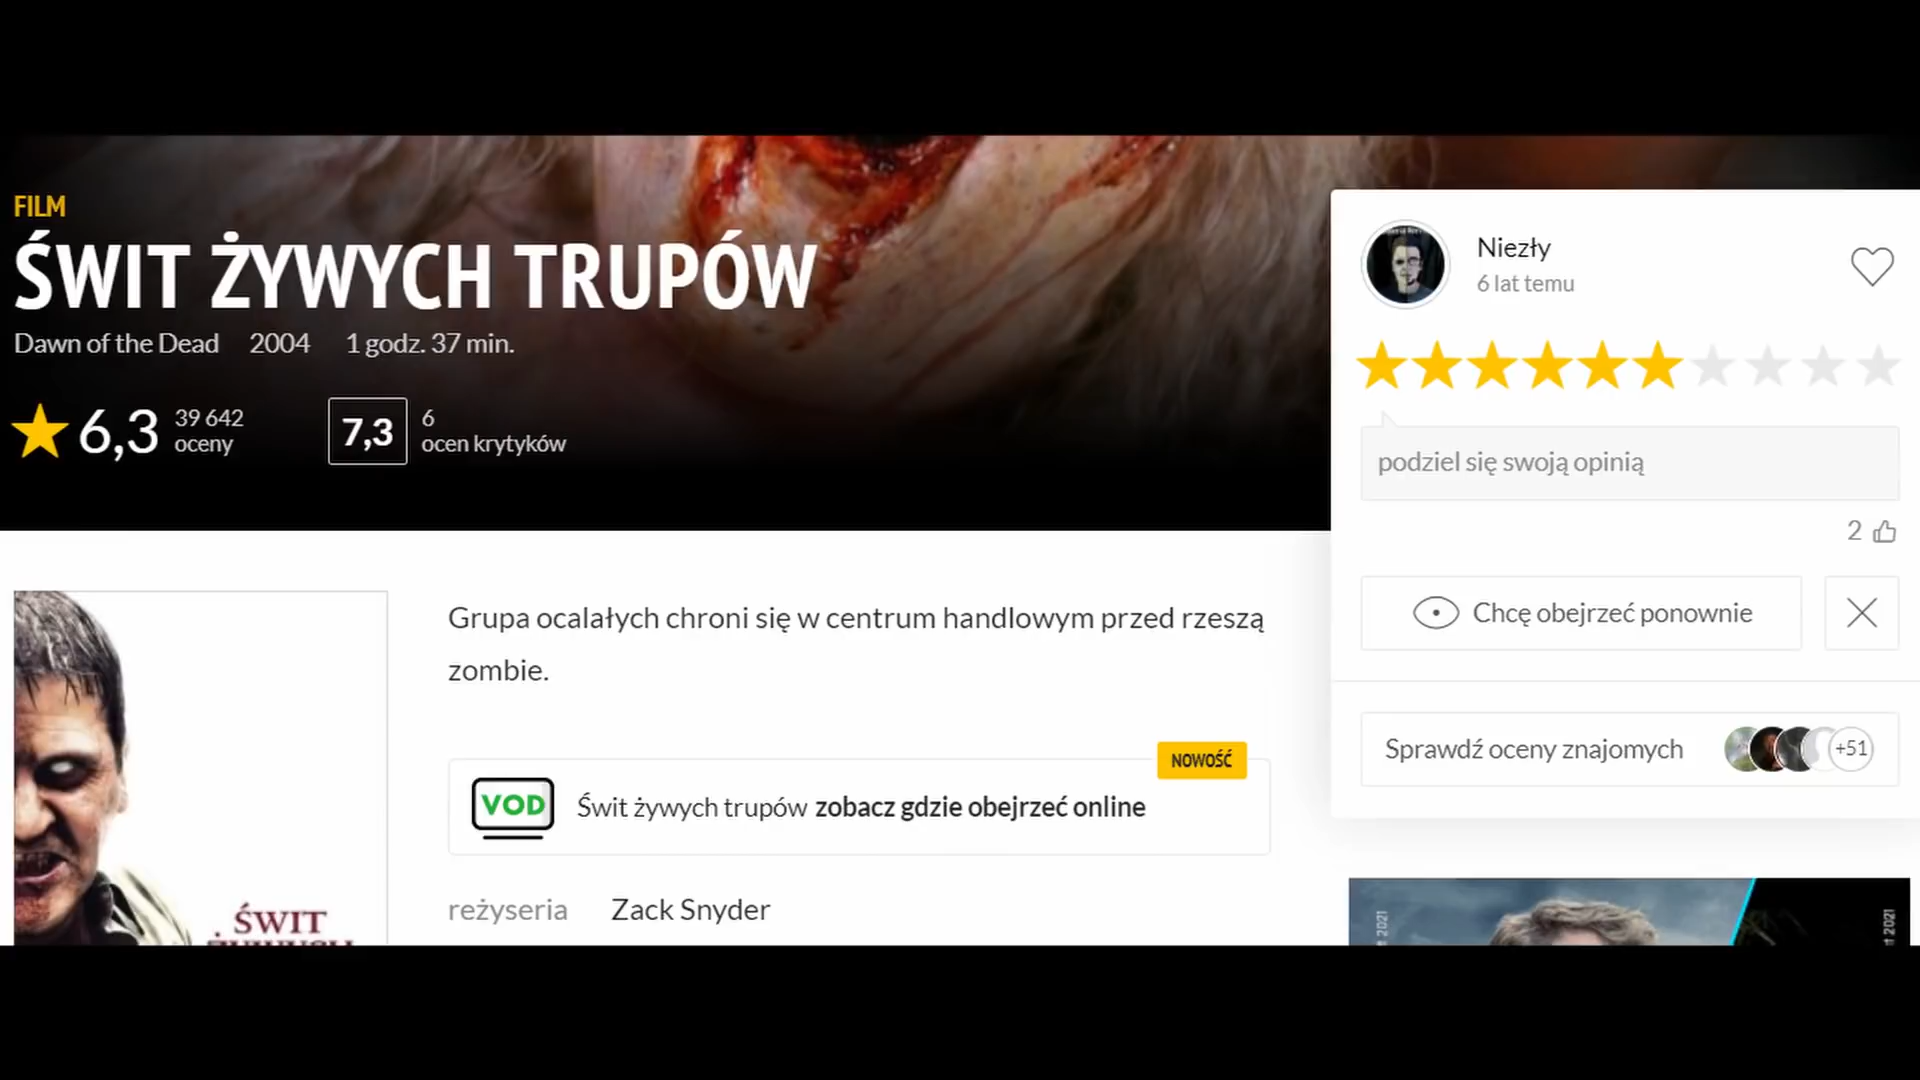 FILM
ŚWIT ŻYWYCH TRUPÓW
Dawn of the Dead 2004 1 godz. 37 min.
6,3 39 642 oceny 7,3 6 ocen krytyków
Niezły
6 lat temu
podziel się swoją opinią
2
Chcę obejrzeć ponownie
Sprawdź oceny znajomych +51
Grupa ocalałych chroni się w centrum handlowym przed rzeszą
zombie.
NOWOŚĆ
VOD Świt żywych trupów zobacz gdzie obejrzeć online
reżyseria Zack Snyder
ŚWIT
2021
2021